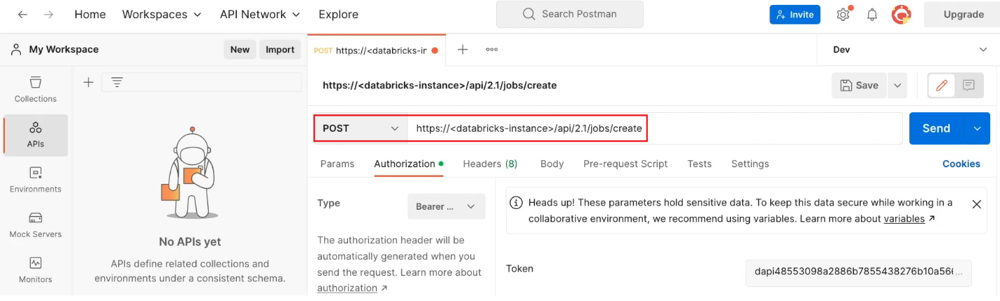 Home Workspaces API Network Explore Search Postman Invite Upgrade
My Workspace New Import POST https://<databricks-in Dev
https://<databricks-instance>/api/2.1/jobs/create Save
POST https://<databricks-instance>/api/2.1/jobs/create Send
Params Authorization Headers (8) Body Pre-request Script Tests Settings Cookies
Collections
APIs
Environments
Mock Servers
Monitors
No APIs yet
APIs define related collections and
environments under a consistent schema.
Type Bearer ...
The authorization header will be
automatically generated when you
send the request. Learn more about
authorization ↗
Heads up! These parameters hold sensitive data. To keep this data secure while working in a
collaborative environment, we recommend using variables. Learn more about variables ↗
Token dapi48553098a2886b7855438276b10a566...